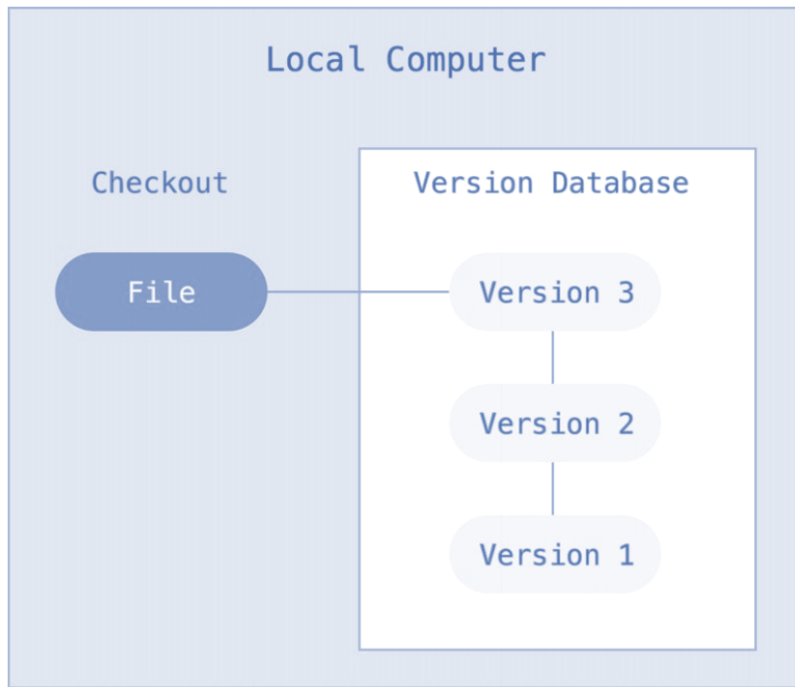 Local Computer
Checkout
Version Database
File
Version 3
Version 2
Version 1